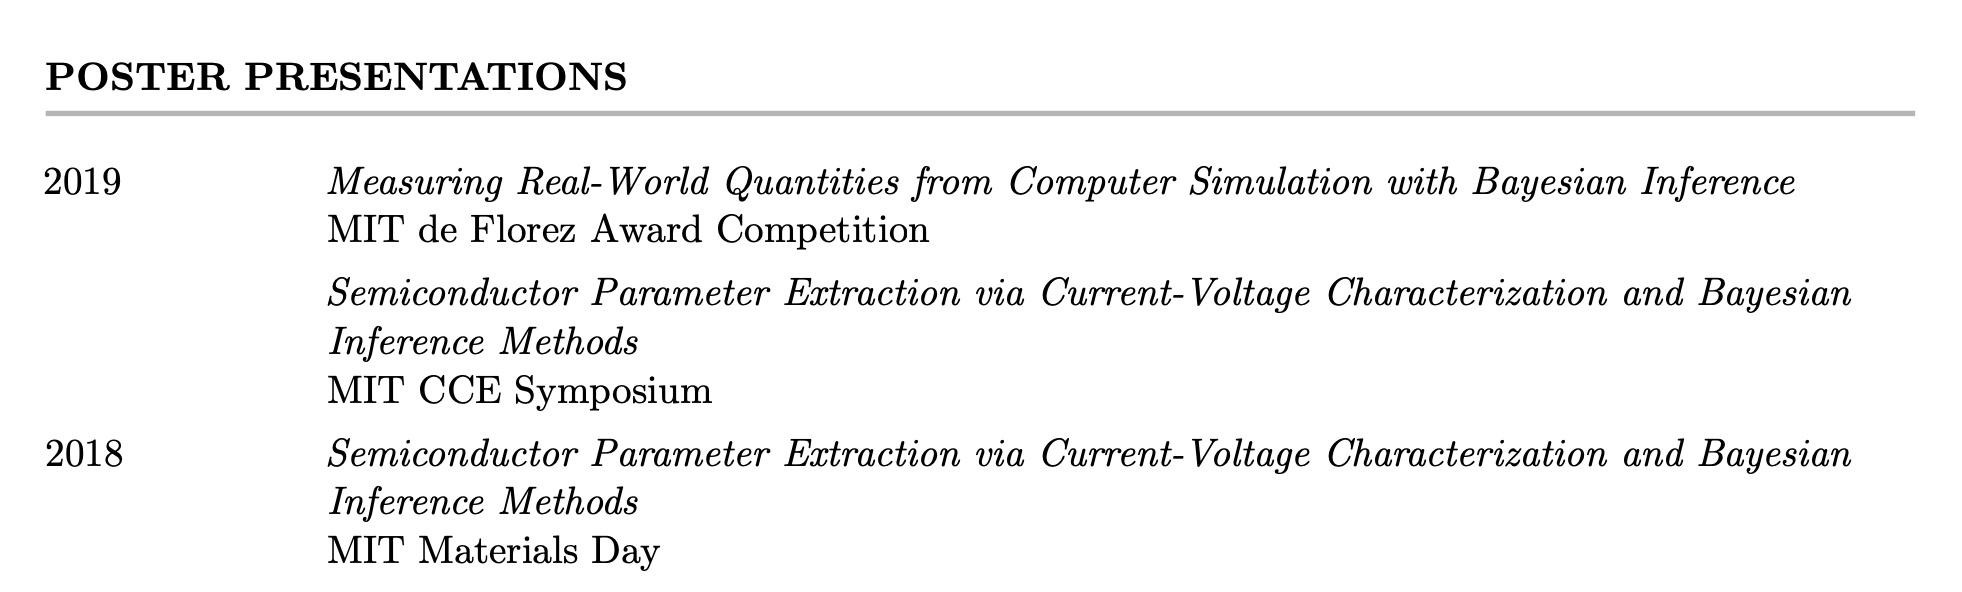 POSTER PRESENTATIONS
2019 Measuring Real-World Quantities from Computer Simulation with Bayesian Inference
MIT de Florez Award Competition
Semiconductor Parameter Extraction via Current-Voltage Characterization and Bayesian
Inference Methods
MIT CCE Symposium
2018 Semiconductor Parameter Extraction via Current-Voltage Characterization and Bayesian
Inference Methods
MIT Materials Day